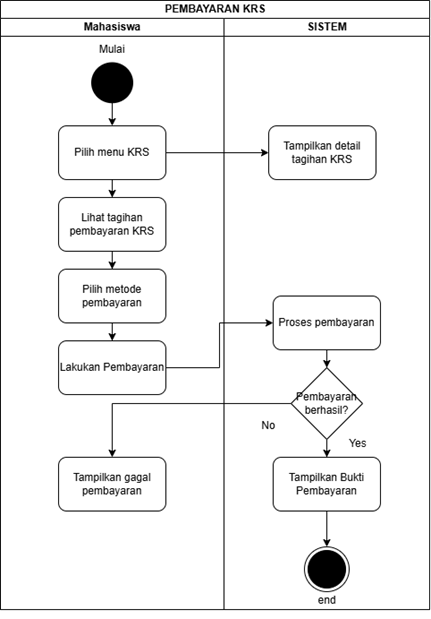 PEMBAYARAN KRS
Mahasiswa
SISTEM
Mulai
Pilih menu KRS
Tampilkan detail
tagihan KRS
Lihat tagihan
pembayaran KRS
Pilih metode
pembayaran
Proses pembayaran
Lakukan Pembayaran
Pembayaran
berhasil?
No
Yes
Tampilkan gagal
pembayaran
Tampilkan Bukti
Pembayaran
end